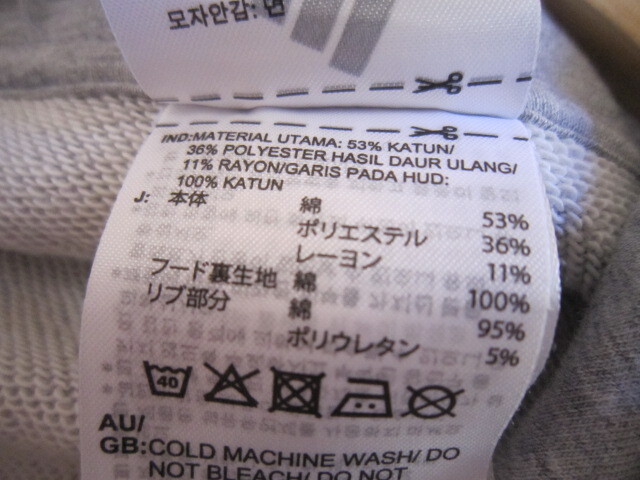 모자안감: 면
IND:MATERIAL UTAMA: 53% KATUN/
36% POLYESTER HASIL DAUR ULANG/
11% RAYON/GARIS PADA HUD:
100% KATUN
J: 本体 綿 53%
ポリエステル 36%
レーヨン 11%
フード裏生地 綿 100%
リブ部分 綿 95%
ポリウレタン 5%
40
AU/
GB:COLD MACHINE WASH/ DO
NOT BLEACH/ DO NOT